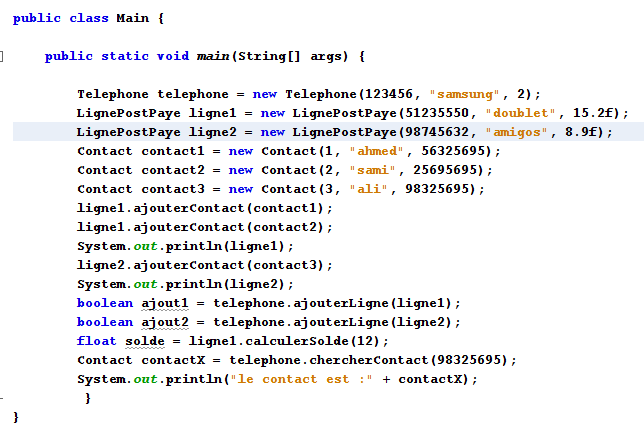 public class Main {
public static void main(String[] args) {
Telephone telephone = new Telephone(123456, "samsung", 2);
LignePostPaye ligne1 = new LignePostPaye(51235550, "doublet", 15.2f);
LignePostPaye ligne2 = new LignePostPaye(98745632, "amigos", 8.9f);
Contact contact1 = new Contact(1, "ahmed", 56325695);
Contact contact2 = new Contact(2, "sami", 25695695);
Contact contact3 = new Contact(3, "ali", 98325695);
ligne1.ajouterContact(contact1);
ligne1.ajouterContact(contact2);
System.out.println(ligne1);
ligne2.ajouterContact(contact3);
System.out.println(ligne2);
boolean ajout1 = telephone.ajouterLigne(ligne1);
boolean ajout2 = telephone.ajouterLigne(ligne2);
float solde = ligne1.calculerSolde(12);
Contact contactX = telephone.chercherContact(98325695);
System.out.println("le contact est :" + contactX);
}
}